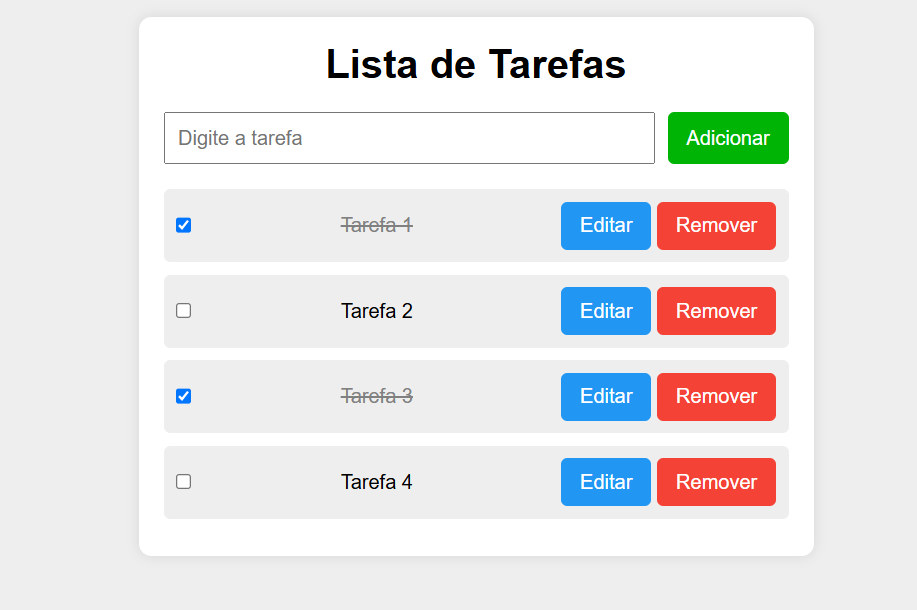 Lista de Tarefas
Digite a tarefa Adicionar
Tarefa 1 Editar Remover
Tarefa 2 Editar Remover
Tarefa 3 Editar Remover
Tarefa 4 Editar Remover